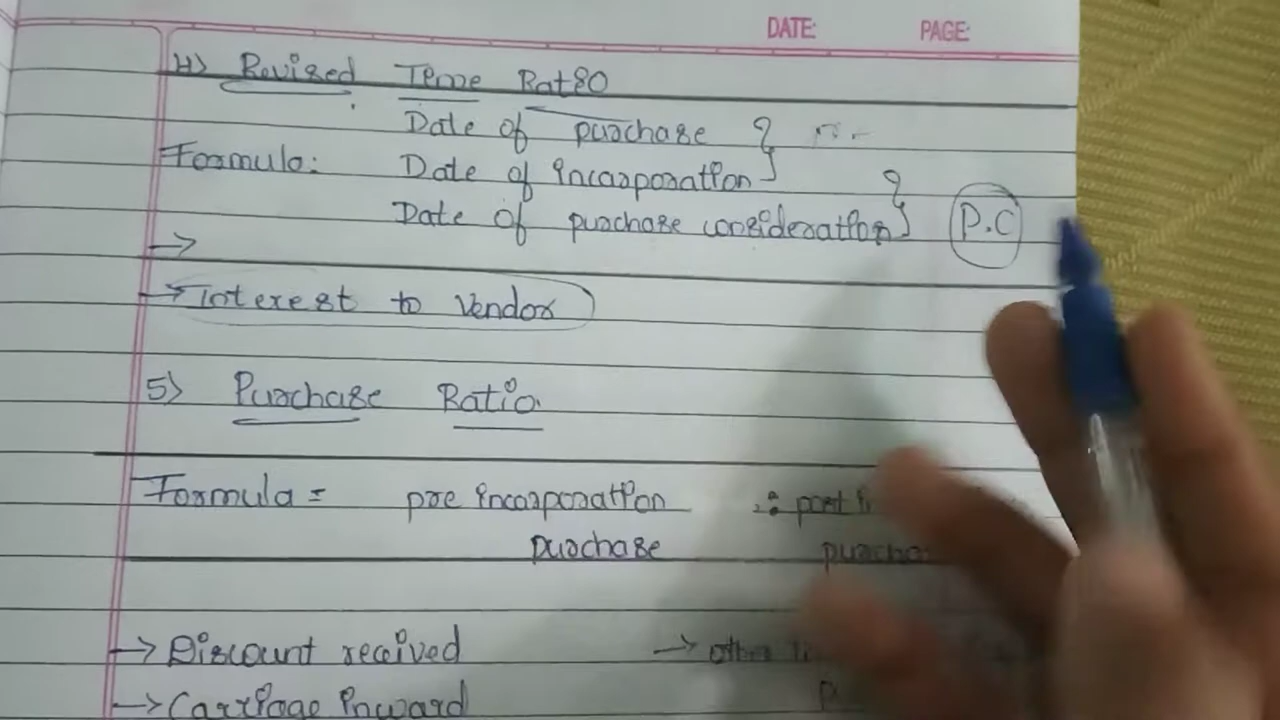 DATE: PAGE:
4) Revised Time Ratio
Date of purchase
Formula: Date of incorporation
Date of purchase consideration P.C
→
→ Interest to Vendor
5) Purchase Ratio
Formula = pre incorporation : post
purchase
→ Discount received →
→ Carriage Inward